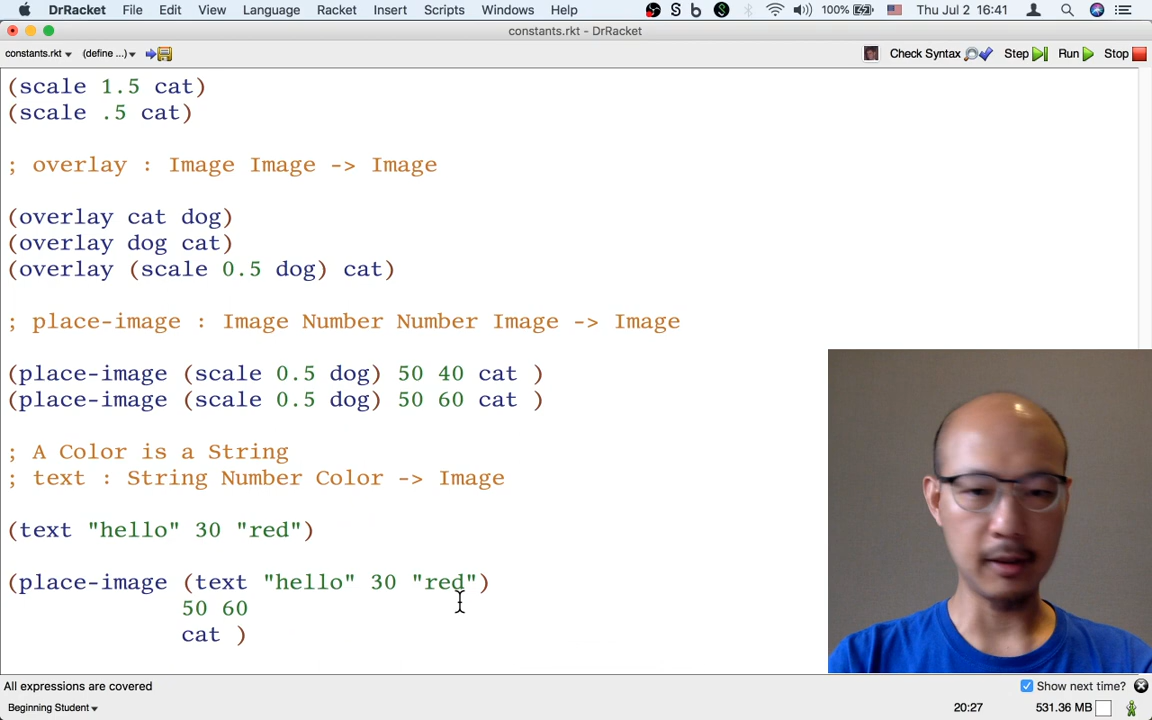 DrRacket File Edit View Language Racket Insert Scripts Windows Help 100% Thu Jul 2 16:41
constants.rkt - DrRacket
constants.rkt (define ...) Check Syntax Step Run Stop
(scale 1.5 cat)
(scale .5 cat)
; overlay : Image Image -> Image
(overlay cat dog)
(overlay dog cat)
(overlay (scale 0.5 dog) cat)
; place-image : Image Number Number Image -> Image
(place-image (scale 0.5 dog) 50 40 cat )
(place-image (scale 0.5 dog) 50 60 cat )
; A Color is a String
; text : String Number Color -> Image
(text "hello" 30 "red")
(place-image (text "hello" 30 "red")
50 60
cat )
All expressions are covered Show next time?
Beginning Student 20:27 531.36 MB